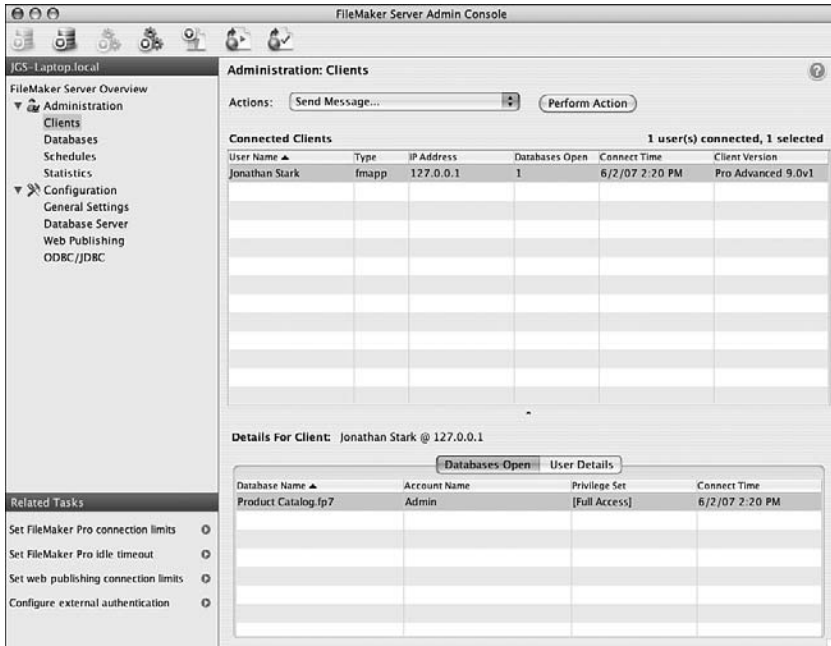 FileMaker Server Admin Console
JGS-Laptop.local
FileMaker Server Overview
Administration
Clients
Databases
Schedules
Statistics
Configuration
General Settings
Database Server
Web Publishing
ODBC/JDBC
Related Tasks
Set FileMaker Pro connection limits
Set FileMaker Pro idle timeout
Set web publishing connection limits
Configure external authentication
Administration: Clients
?
Actions: Send Message... Perform Action
Connected Clients 1 user(s) connected, 1 selected
User Name Type IP Address Databases Open Connect Time Client Version
Jonathan Stark fmapp 127.0.0.1 1 6/2/07 2:20 PM Pro Advanced 9.0v1
Details For Client: Jonathan Stark @ 127.0.0.1
Databases Open User Details
Database Name Account Name Privilege Set Connect Time
Product Catalog.fp7 Admin [Full Access] 6/2/07 2:20 PM